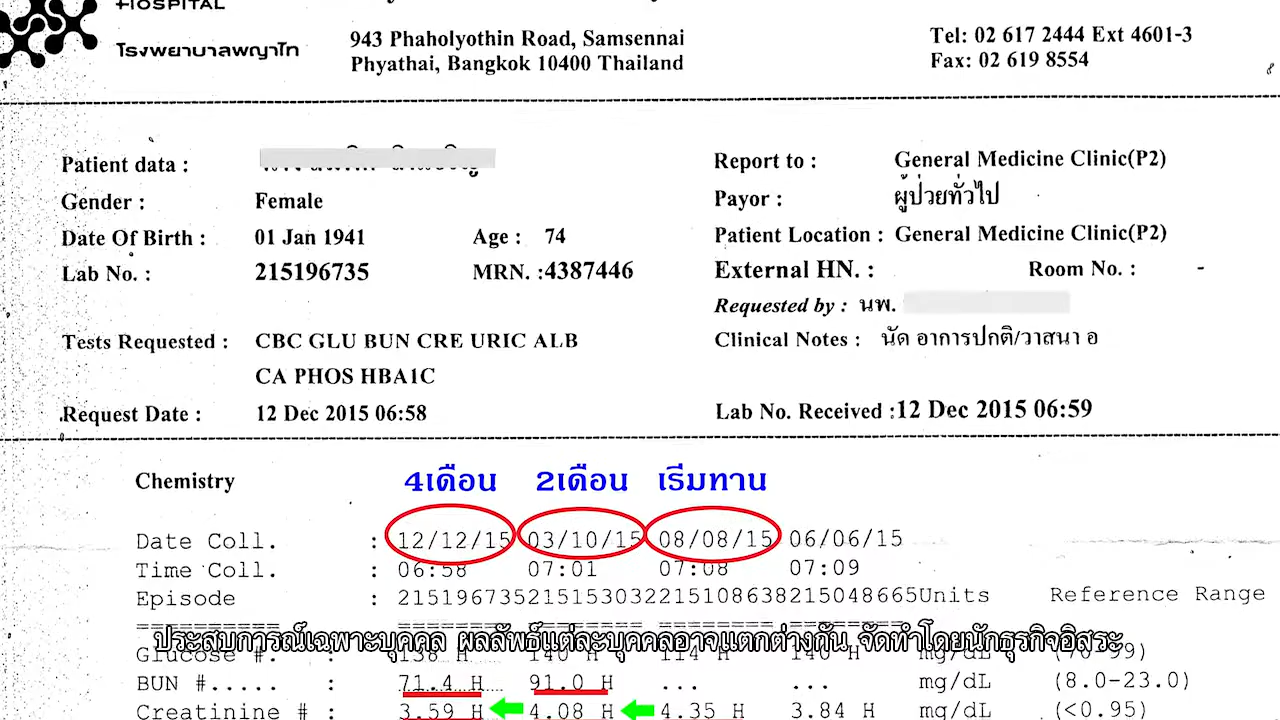 HOSPITAL
โรงพยาบาลพญาไท
943 Phaholyothin Road, Samsennai
Phyathai, Bangkok 10400 Thailand
Tel: 02 617 2444 Ext 4601-3
Fax: 02 619 8554
Patient data :
Gender : Female
Date Of Birth : 01 Jan 1941 Age : 74
Lab No. : 215196735 MRN. :4387446
Tests Requested : CBC GLU BUN CRE URIC ALB
CA PHOS HBA1C
Request Date : 12 Dec 2015 06:58
Report to : General Medicine Clinic(P2)
Payor : ผู้ป่วยทั่วไป
Patient Location : General Medicine Clinic(P2)
External HN. : Room No. : -
Requested by : นพ.
Clinical Notes : นัด อาการปกติ/วาสนา อ
Lab No. Received :12 Dec 2015 06:59
Chemistry 4เดือน 2เดือน เริ่มทาน
Date Coll. : 12/12/15 03/10/15 08/08/15 06/06/15
Time Coll. : 06:58 07:01 07:08 07:09
Episode : 215196735215153032215108638215048665Units Reference Range
ประสบการณ์เฉพาะบุคคล ผลลัพธ์แต่ละบุคคลอาจแตกต่างกัน จัดทำโดยนักธุรกิจอิสระ
Glucose #. : 138 H 140 H 114 H 140 H mg/dL (70-99)
BUN #..... : 71.4 H 91.0 H ... ... mg/dL (8.0-23.0)
Creatinine # : 3.59 H 4.08 H 4.35 H 3.84 H mg/dL (<0.95)